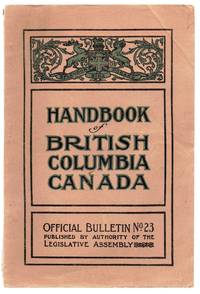 HANDBOOK
of
BRITISH
COLUMBIA
CANADA
OFFICIAL BULLETIN No 23
PUBLISHED BY AUTHORITY OF THE
LEGISLATIVE ASSEMBLY